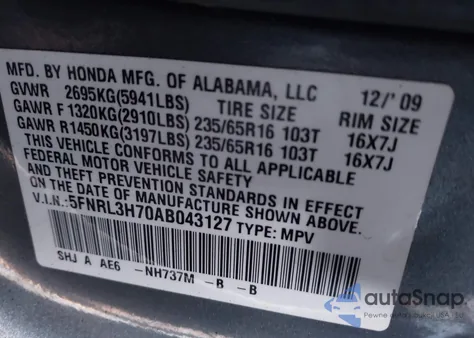 MFD. BY HONDA MFG. OF ALABAMA, LLC 12/'09
GVWR 2695KG(5941LBS) TIRE SIZE RIM SIZE
GAWR F1320KG(2910LBS) 235/65R16 103T 16X7J
GAWR R1450KG(3197LBS) 235/65R16 103T 16X7J
THIS VEHICLE CONFORMS TO ALL APPLICABLE
FEDERAL MOTOR VEHICLE SAFETY
AND THEFT PREVENTION STANDARDS IN EFFECT
ON THE DATE OF MANUFACTURE SHOWN ABOVE.
V.I.N.:5FNRL3H70AB043127 TYPE: MPV
SHJ A AE6 -NH737M -B -B
autoSnap